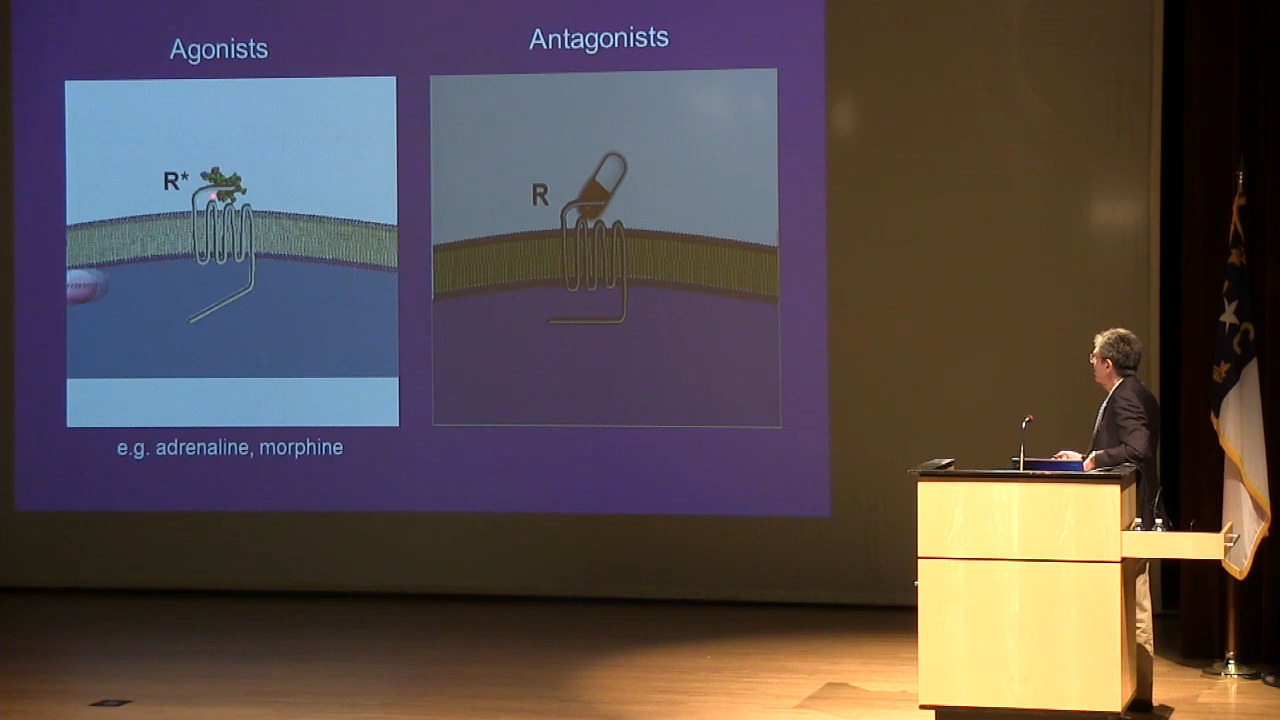 Agonists
Antagonists
R*
R
e.g. adrenaline, morphine